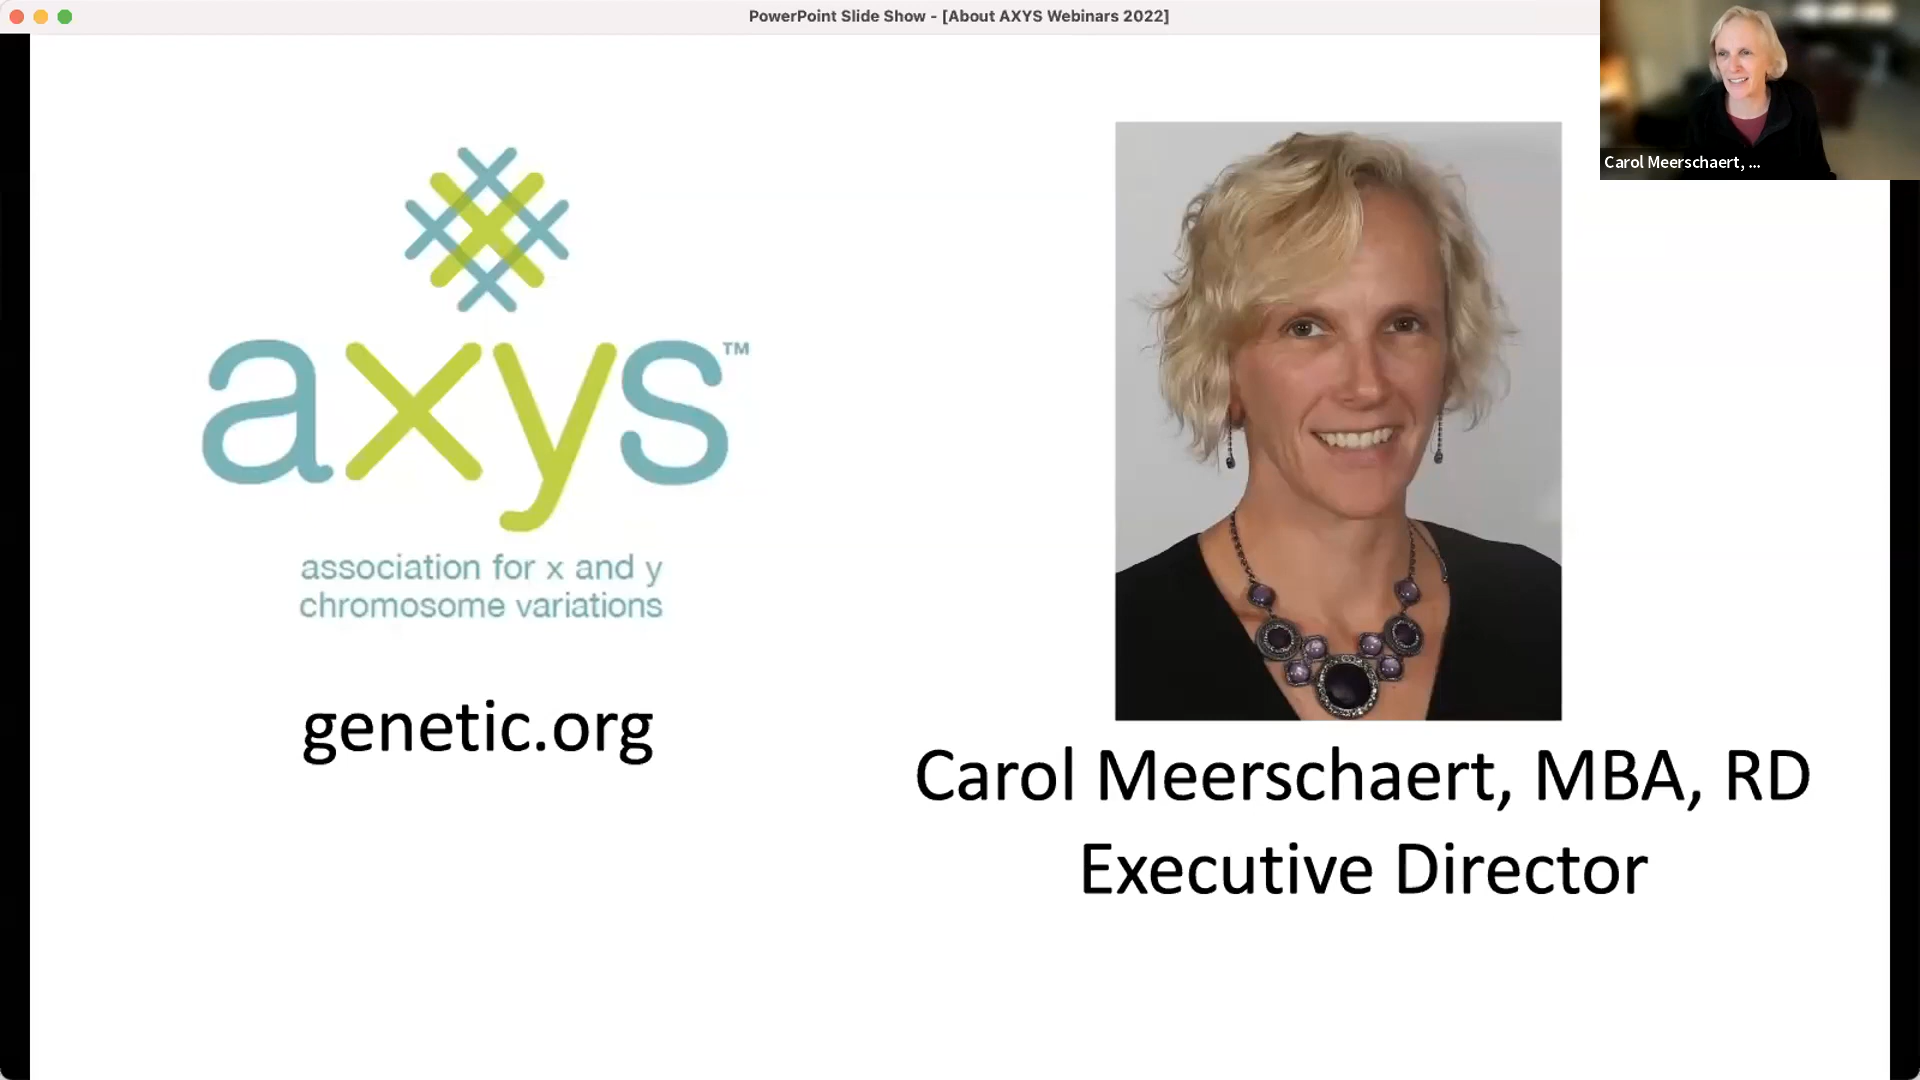 PowerPoint Slide Show - [About AXYS Webinars 2022]
Carol Meerschaert, ...
axys™
association for x and y
chromosome variations
genetic.org
Carol Meerschaert, MBA, RD
Executive Director